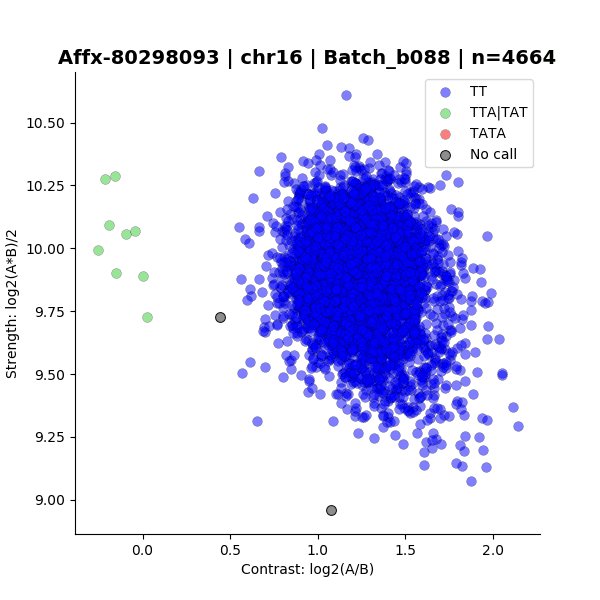 Affx-80298093 | chr16 | Batch_b088 | n=4664
TT
TTA|TAT
TATA
No call
Strength: log2(A*B)/2
10.50
10.25
10.00
9.75
9.50
9.25
9.00
0.0 0.5 1.0 1.5 2.0
Contrast: log2(A/B)